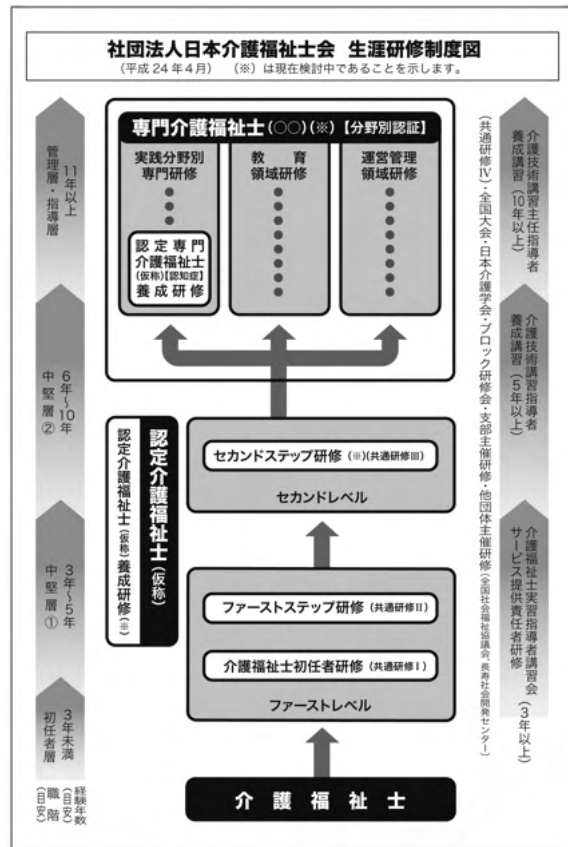 社団法人日本介護福祉士会 生涯研修制度図
(平成24年4月) (※)は現在検討中であることを示します。
管理層・指導層
11年以上
中堅層②
6年~10年
中堅層①
3年~5年
初任者層
3年未満
経験年数(目安)
職階(目安)
専門介護福祉士(○○)(※)【分野別認証】
実践分野別
専門研修
認定専門
介護福祉士
(仮称)【認知症】
養成研修
教育
領域研修
運営管理
領域研修
認定介護福祉士(仮称)
認定介護福祉士(仮称)養成研修(※)
セカンドステップ研修(※)(共通研修Ⅲ)
セカンドレベル
ファーストステップ研修(共通研修Ⅱ)
介護福祉士初任者研修(共通研修Ⅰ)
ファーストレベル
介護福祉士
(共通研修Ⅳ)・全国大会・日本介護学会・ブロック研修会・支部主催研修・他団体主催研修(全国社会福祉協議会、長寿社会開発センター)
介護技術講習主任指導者
養成講習(10年以上)
介護技術講習指導者
養成講習(5年以上)
介護福祉士実習指導者講習会
サービス提供責任者研修
(3年以上)